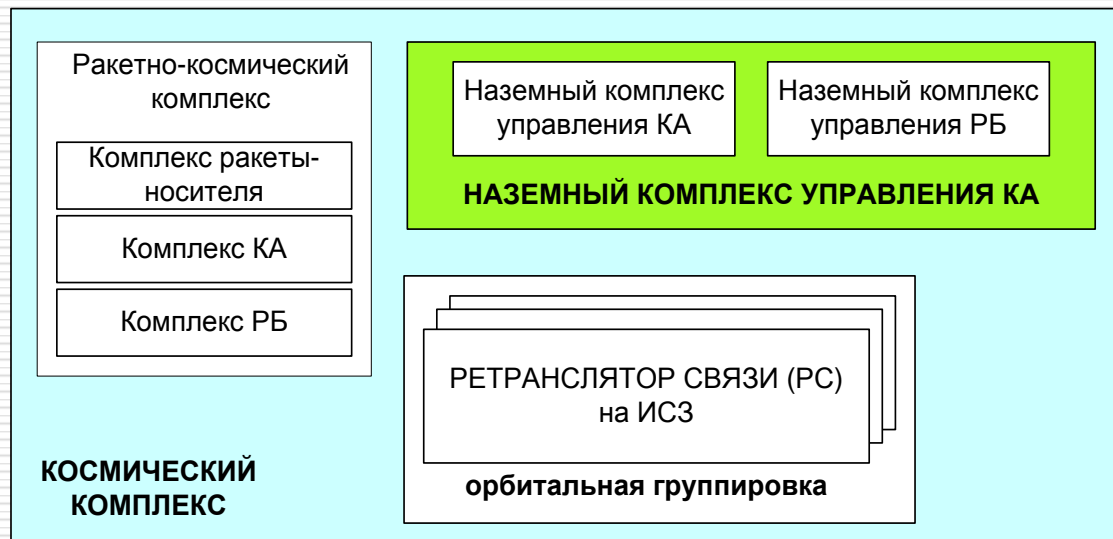 Ракетно-космический
комплекс
Комплекс ракеты-
носителя
Комплекс КА
Комплекс РБ
Наземный комплекс
управления КА
Наземный комплекс
управления РБ
НАЗЕМНЫЙ КОМПЛЕКС УПРАВЛЕНИЯ КА
РЕТРАНСЛЯТОР СВЯЗИ (РС)
на ИСЗ
орбитальная группировка
КОСМИЧЕСКИЙ
КОМПЛЕКС